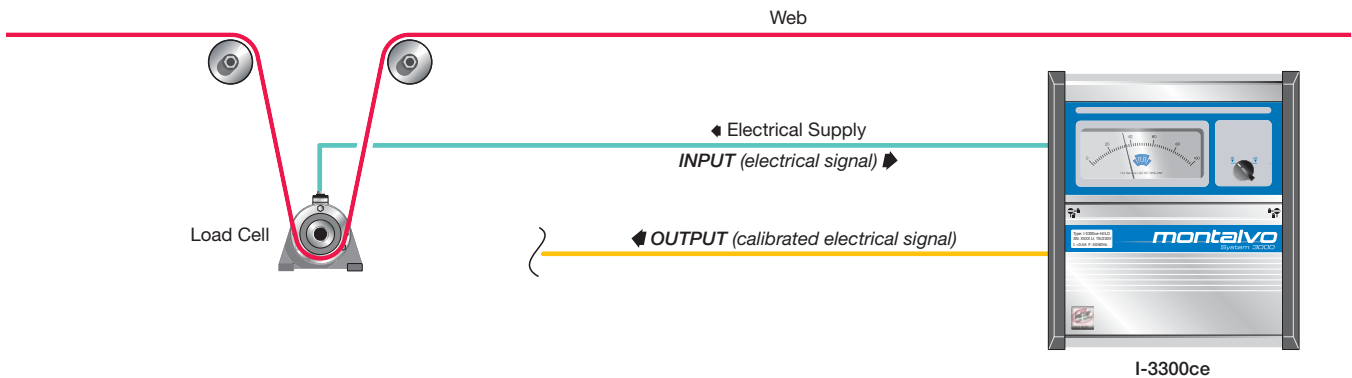 Web
◀ Electrical Supply
INPUT (electrical signal) ▶
Load Cell
◀ OUTPUT (calibrated electrical signal)
montalvo
System 3000
I-3300ce